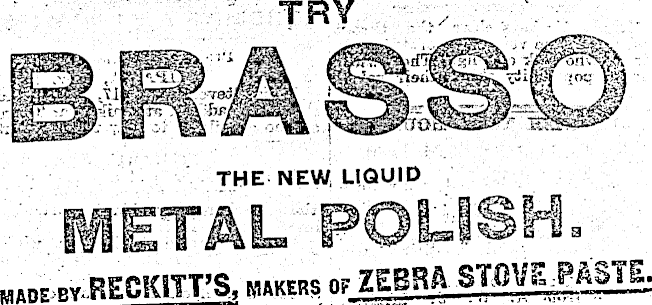 TRY
BRASSO
THE NEW LIQUID
METAL POLISH.
MADE BY RECKITT'S, MAKERS OF ZEBRA STOVE PASTE.